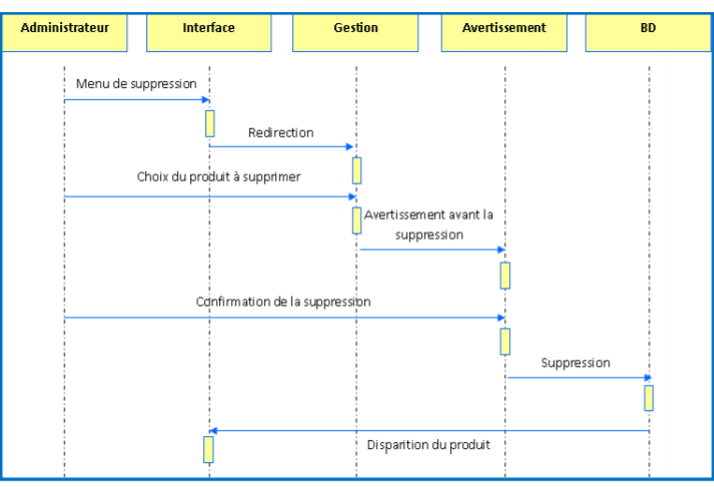 Administrateur
Interface
Gestion
Avertissement
BD
Menu de suppression
Redirection
Choix du produit à supprimer
Avertissement avant la
suppression
Confirmation de la suppression
Suppression
Disparition du produit